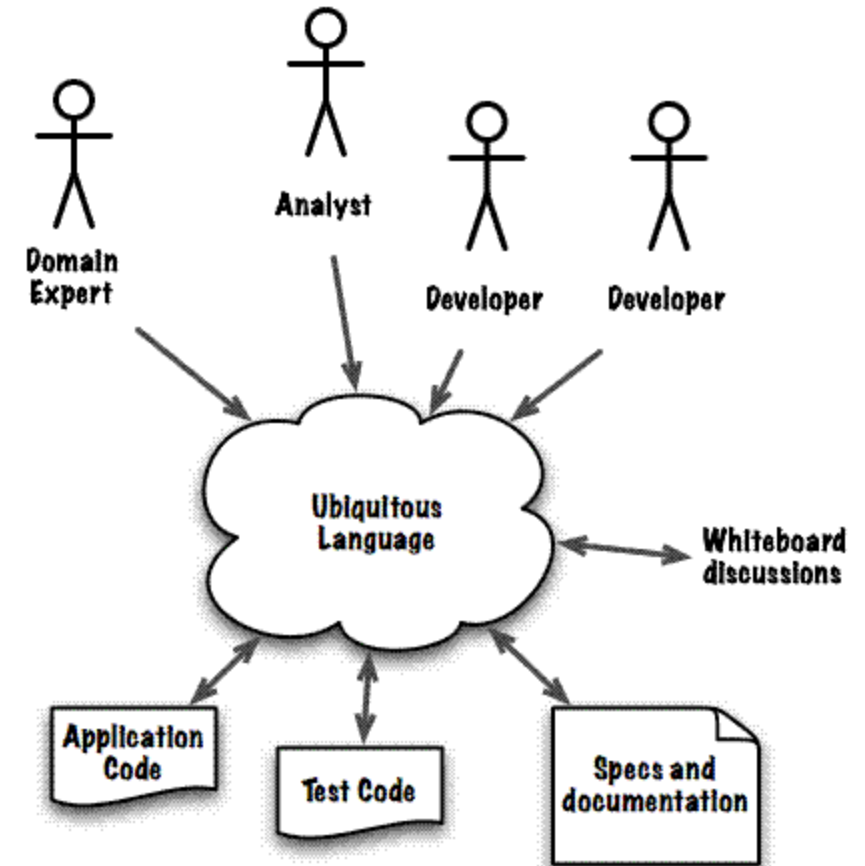 Analyst
Domain
Expert
Developer
Developer
Ubiquitous
Language
Whiteboard
discussions
Application
Code
Test Code
Specs and
documentation